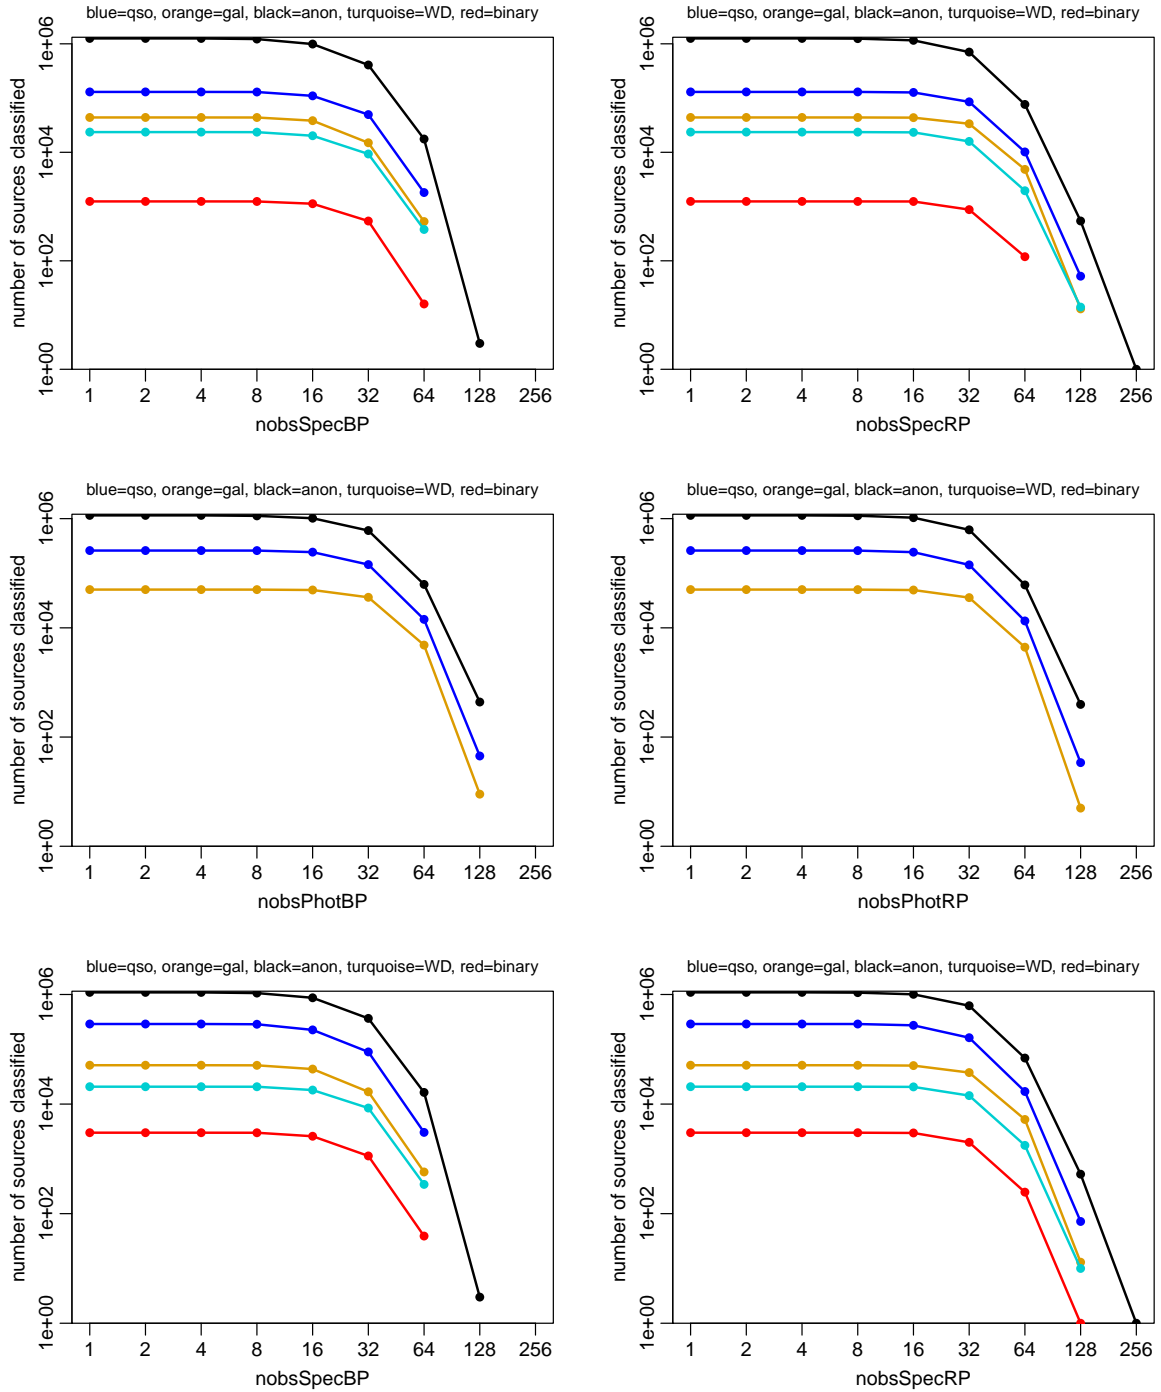 blue=qso, orange=gal, black=anon, turquoise=WD, red=binary
number of sources classified
1e+06
1e+04
1e+02
1e+00
1 2 4 8 16 32 64 128 256
nobsSpecBP
blue=qso, orange=gal, black=anon, turquoise=WD, red=binary
number of sources classified
1e+06
1e+04
1e+02
1e+00
1 2 4 8 16 32 64 128 256
nobsSpecRP
blue=qso, orange=gal, black=anon, turquoise=WD, red=binary
number of sources classified
1e+06
1e+04
1e+02
1e+00
1 2 4 8 16 32 64 128 256
nobsPhotBP
blue=qso, orange=gal, black=anon, turquoise=WD, red=binary
number of sources classified
1e+06
1e+04
1e+02
1e+00
1 2 4 8 16 32 64 128 256
nobsPhotRP
blue=qso, orange=gal, black=anon, turquoise=WD, red=binary
number of sources classified
1e+06
1e+04
1e+02
1e+00
1 2 4 8 16 32 64 128 256
nobsSpecBP
blue=qso, orange=gal, black=anon, turquoise=WD, red=binary
number of sources classified
1e+06
1e+04
1e+02
1e+00
1 2 4 8 16 32 64 128 256
nobsSpecRP